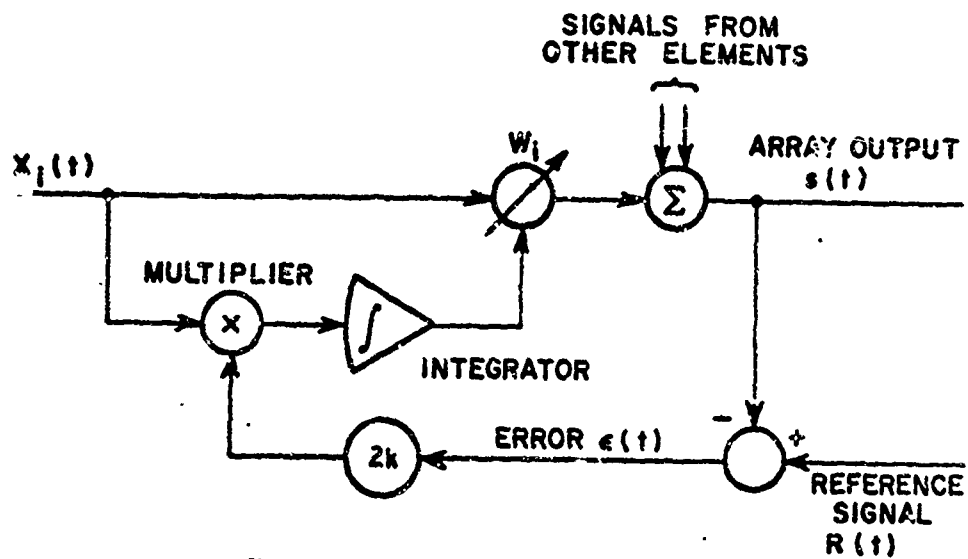 SIGNALS FROM
OTHER ELEMENTS
X_i(t)
W_i
ARRAY OUTPUT
s(t)
Σ
MULTIPLIER
×
∫
INTEGRATOR
-
+
2k
ERROR ϵ(t)
REFERENCE
SIGNAL
R(t)